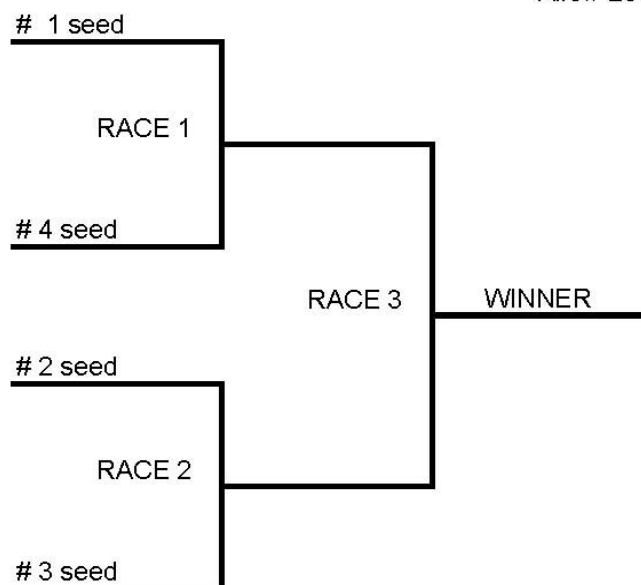 # 1 seed
RACE 1
# 4 seed
RACE 3
WINNER
# 2 seed
RACE 2
# 3 seed